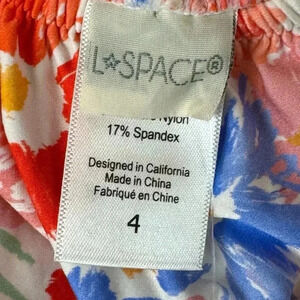 L★SPACE®
Nylon
17% Spandex
Designed in California
Made in China
Fabriqué en Chine
4